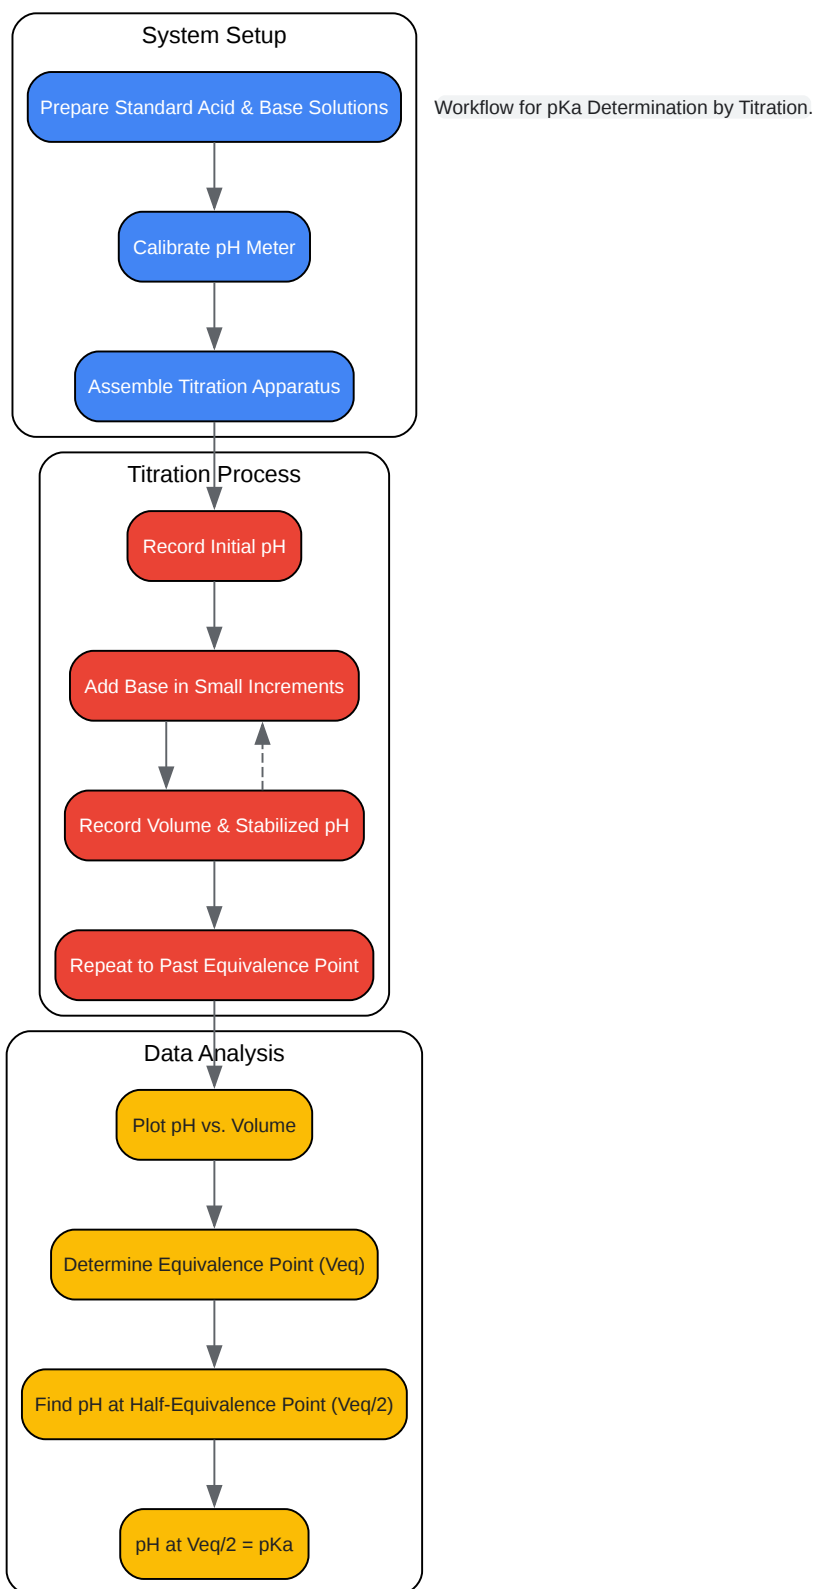 System Setup
Prepare Standard Acid & Base Solutions
Workflow for pKa Determination by Titration.
Calibrate pH Meter
Assemble Titration Apparatus
Titration Process
Record Initial pH
Add Base in Small Increments
Record Volume & Stabilized pH
Repeat to Past Equivalence Point
Data Analysis
Plot pH vs. Volume
Determine Equivalence Point (Veq)
Find pH at Half-Equivalence Point (Veq/2)
pH at Veq/2 = pKa